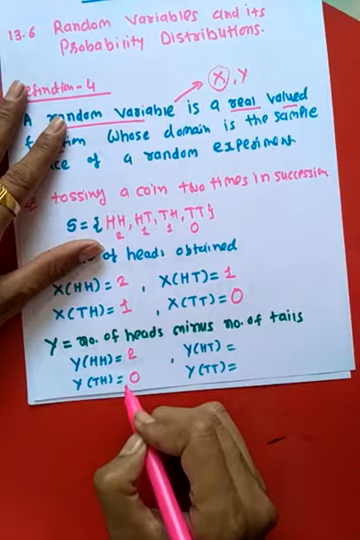 13.6 Random Variables and its
Probability Distributions.
efinition-4
X, Y
A random variable is a real valued
Whose domain is the sample
of a random experiment
tossing a coin two times in succession
S = {HH, HT, TH, TT}
2 1 1 0
of heads obtained
X(HH) = 2 , X(HT) = 1
X(TH) = 1 , X(TT) = 0
Y = no. of heads minus no. of tails
Y(HH) = 2 , Y(HT) =
Y(TH) = 0 Y(TT) =